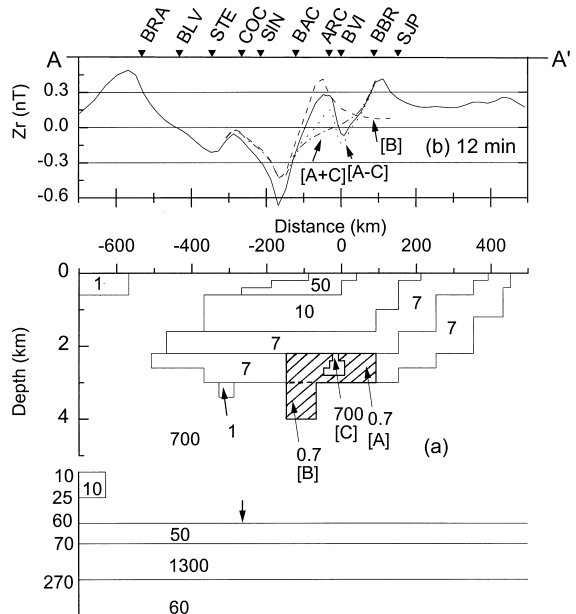 BRA BLV STE COC SIN BAC ARC BVI BBR SJP
A A'
Zr (nT)
0.3
0.0
-0.3
-0.6
[B]
(b) 12 min
[A+C] [A-C]
Distance (km)
-600 -400 -200 0 200 400
Depth (km)
0
2
4
1
50
10
7
7
7
7
700
1
0.7
[B]
700
[C]
0.7
[A]
(a)
10
25
60
70
270
10
50
1300
60